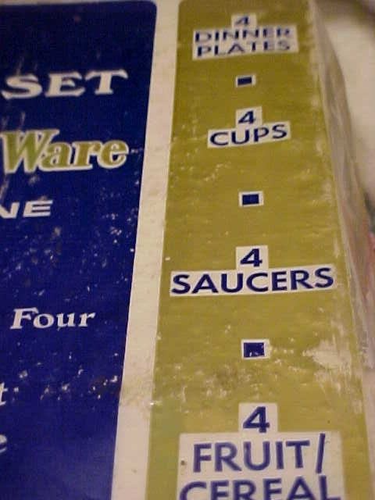 SET
Ware
NE
Four
4
DINNER
PLATES
4
CUPS
4
SAUCERS
4
FRUIT/
CEREAL